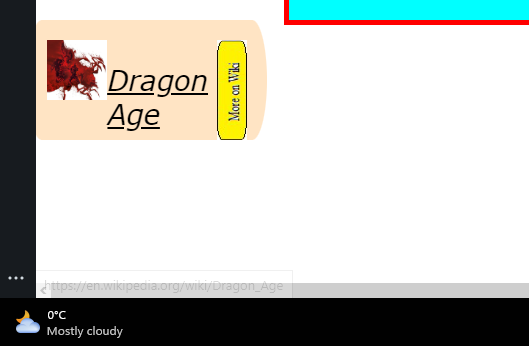 Dragon
Age
More on Wiki
https://en.wikipedia.org/wiki/Dragon_Age
0°C
Mostly cloudy